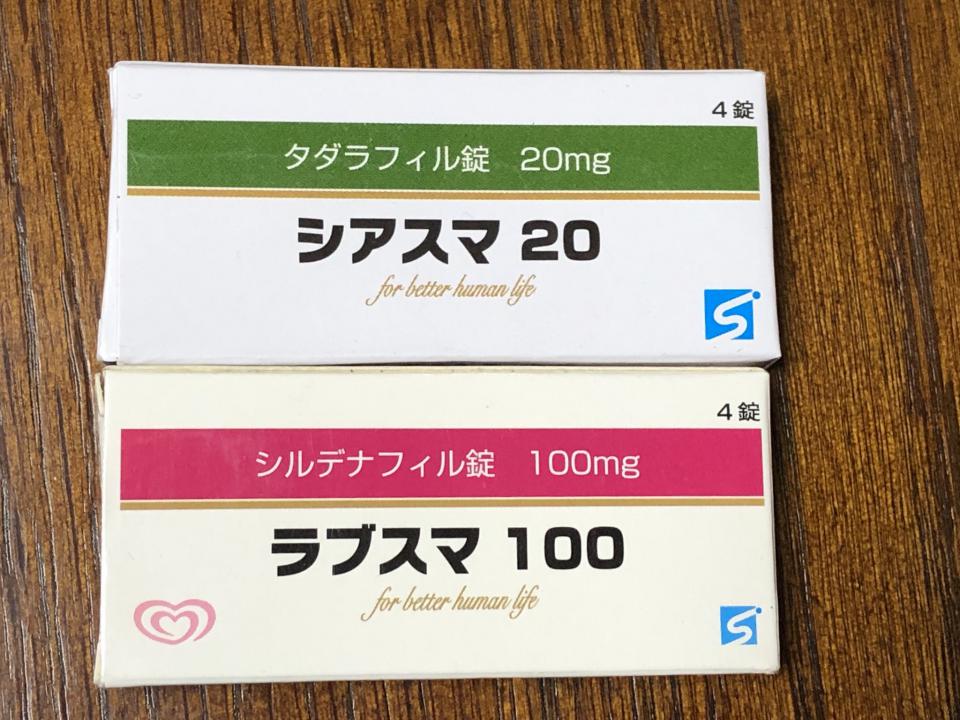 4錠
タダラフィル錠 20mg
シアスマ 20
for better human life
4錠
シルデナフィル錠 100mg
ラブスマ 100
for better human life